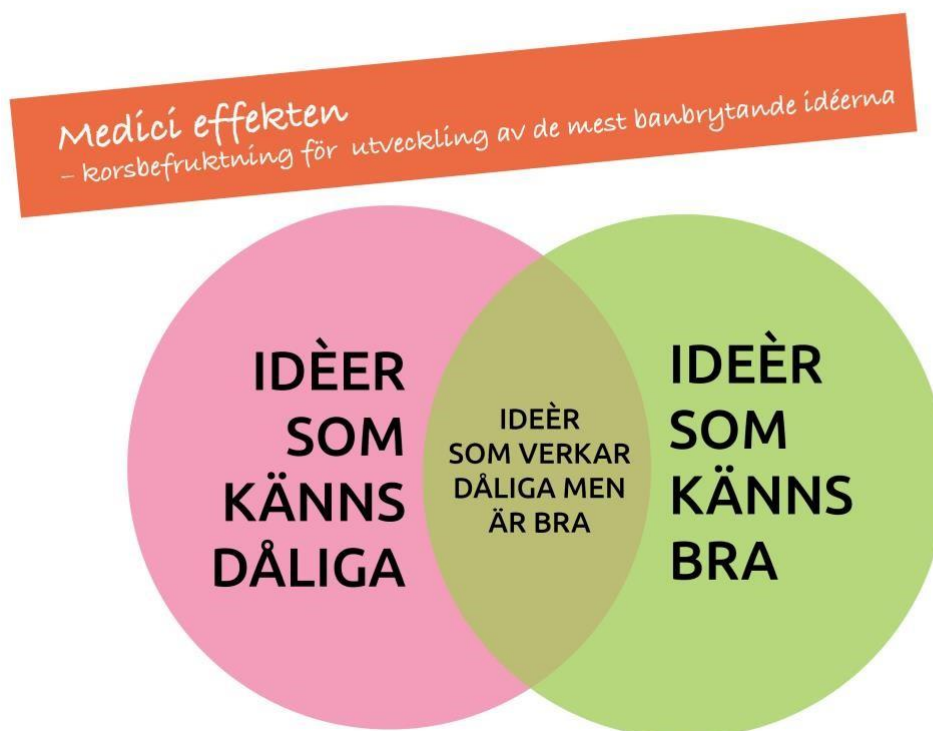 Medici effekten
– korsbefruktning för utveckling av de mest banbrytande idéerna
IDÈER
SOM
KÄNNS
DÅLIGA
IDEÈR
SOM VERKAR
DÅLIGA MEN
ÄR BRA
IDEÈR
SOM
KÄNNS
BRA